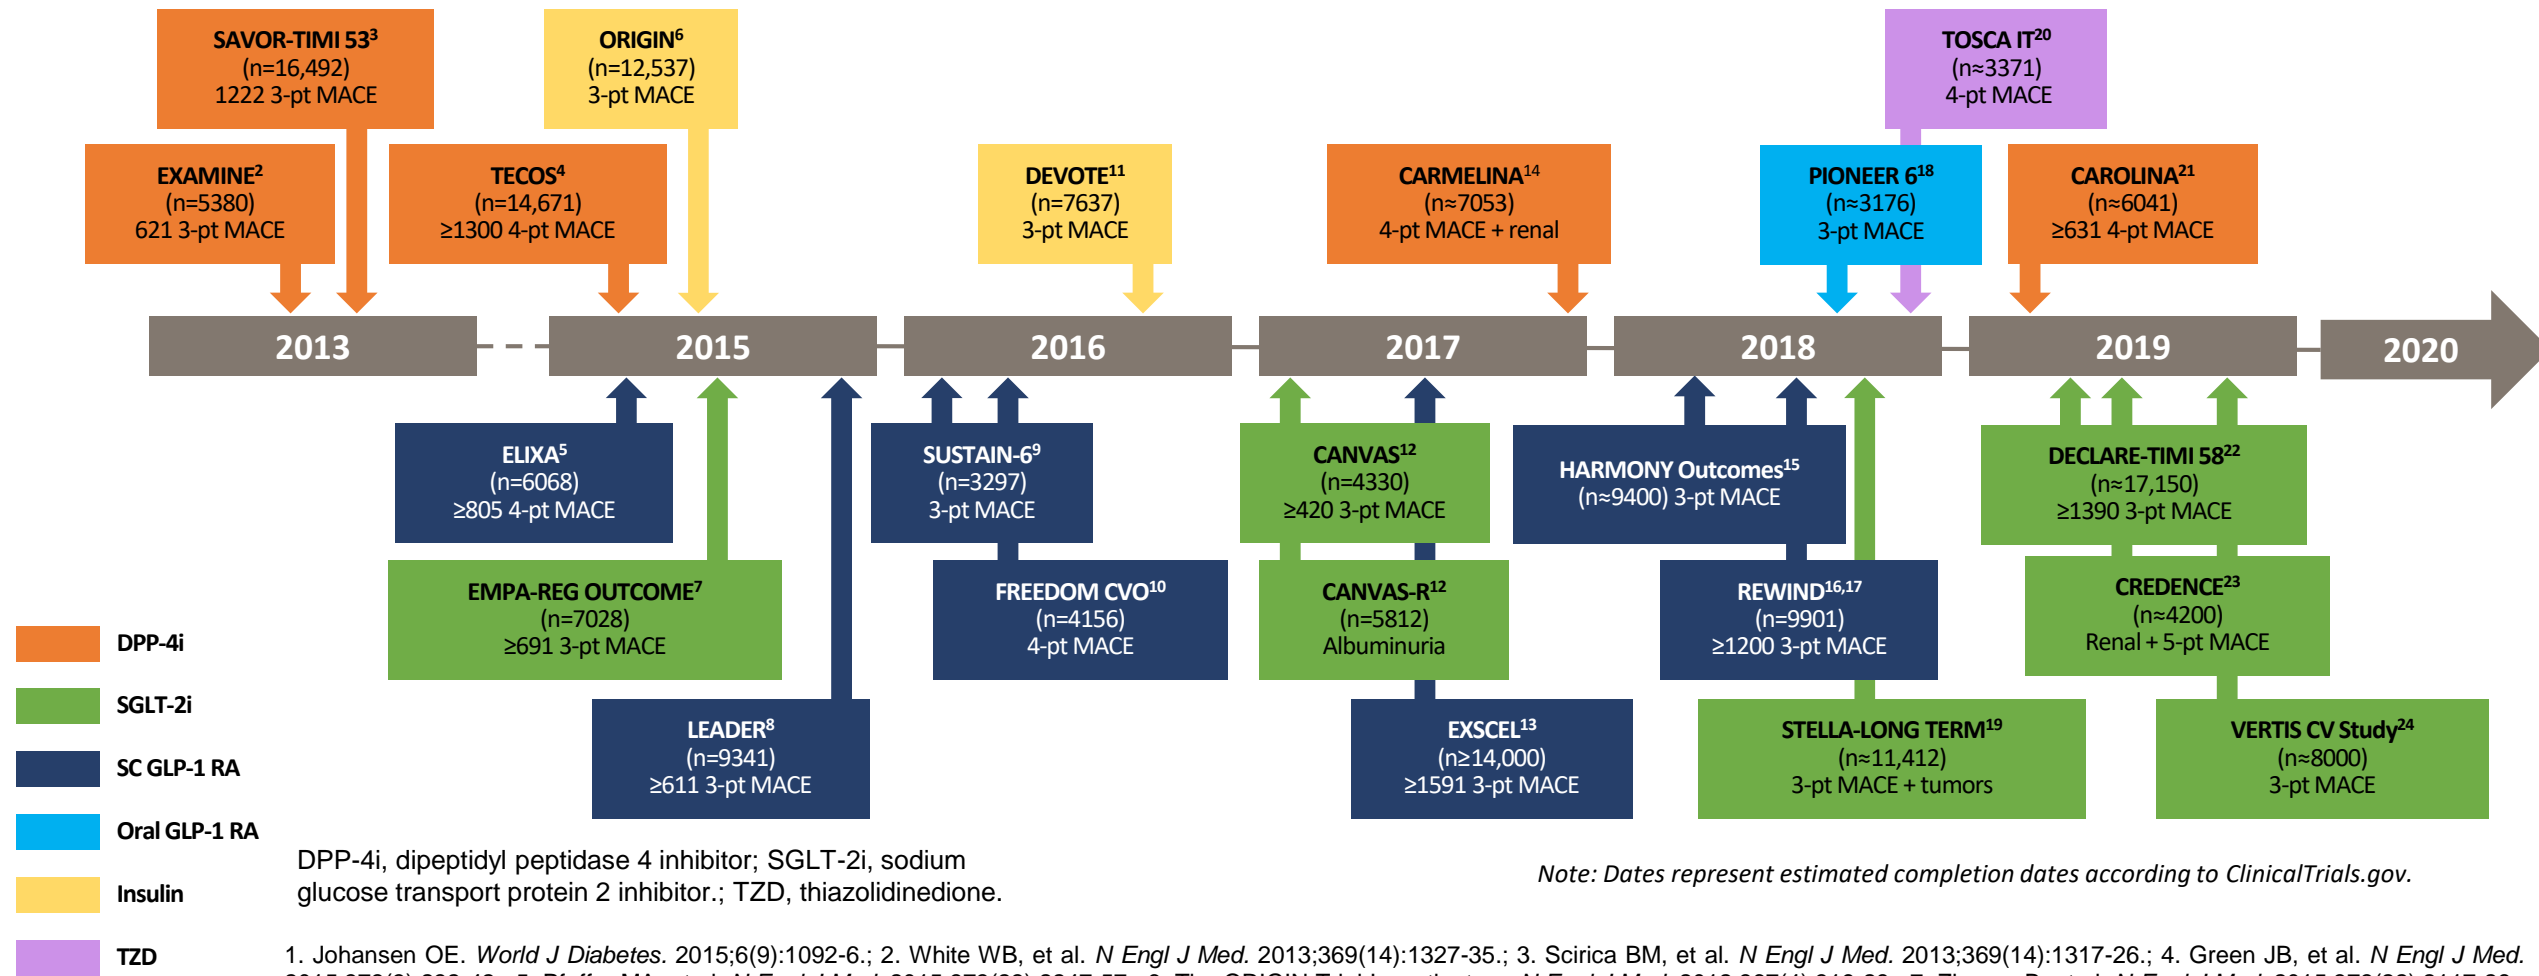 SAVOR-TIMI 53³
(n=16,492)
1222 3-pt MACE
ORIGIN⁶
(n=12,537)
3-pt MACE
TOSCA IT²⁰
(n≈3371)
4-pt MACE
EXAMINE²
(n=5380)
621 3-pt MACE
TECOS⁴
(n=14,671)
≥1300 4-pt MACE
DEVOTE¹¹
(n=7637)
3-pt MACE
CARMELINA¹⁴
(n≈7053)
4-pt MACE + renal
PIONEER 6¹⁸
(n≈3176)
3-pt MACE
CAROLINA²¹
(n≈6041)
≥631 4-pt MACE
2013
2015
2016
2017
2018
2019
2020
ELIXA⁵
(n=6068)
≥805 4-pt MACE
SUSTAIN-6⁹
(n=3297)
3-pt MACE
CANVAS¹²
(n=4330)
≥420 3-pt MACE
HARMONY Outcomes¹⁵
(n≈9400) 3-pt MACE
DECLARE-TIMI 58²²
(n≈17,150)
≥1390 3-pt MACE
EMPA-REG OUTCOME⁷
(n=7028)
≥691 3-pt MACE
FREEDOM CVO¹⁰
(n=4156)
4-pt MACE
CANVAS-R¹²
(n=5812)
Albuminuria
REWIND¹⁶,¹⁷
(n=9901)
≥1200 3-pt MACE
CREDENCE²³
(n≈4200)
Renal + 5-pt MACE
LEADER⁸
(n=9341)
≥611 3-pt MACE
EXSCEL¹³
(n≥14,000)
≥1591 3-pt MACE
STELLA-LONG TERM¹⁹
(n≈11,412)
3-pt MACE + tumors
VERTIS CV Study²⁴
(n≈8000)
3-pt MACE
DPP-4i
SGLT-2i
SC GLP-1 RA
Oral GLP-1 RA
Insulin
TZD
DPP-4i, dipeptidyl peptidase 4 inhibitor; SGLT-2i, sodium
glucose transport protein 2 inhibitor.; TZD, thiazolidinedione.
Note: Dates represent estimated completion dates according to ClinicalTrials.gov.
1. Johansen OE. World J Diabetes. 2015;6(9):1092-6.; 2. White WB, et al. N Engl J Med. 2013;369(14):1327-35.; 3. Scirica BM, et al. N Engl J Med. 2013;369(14):1317-26.; 4. Green JB, et al. N Engl J Med.